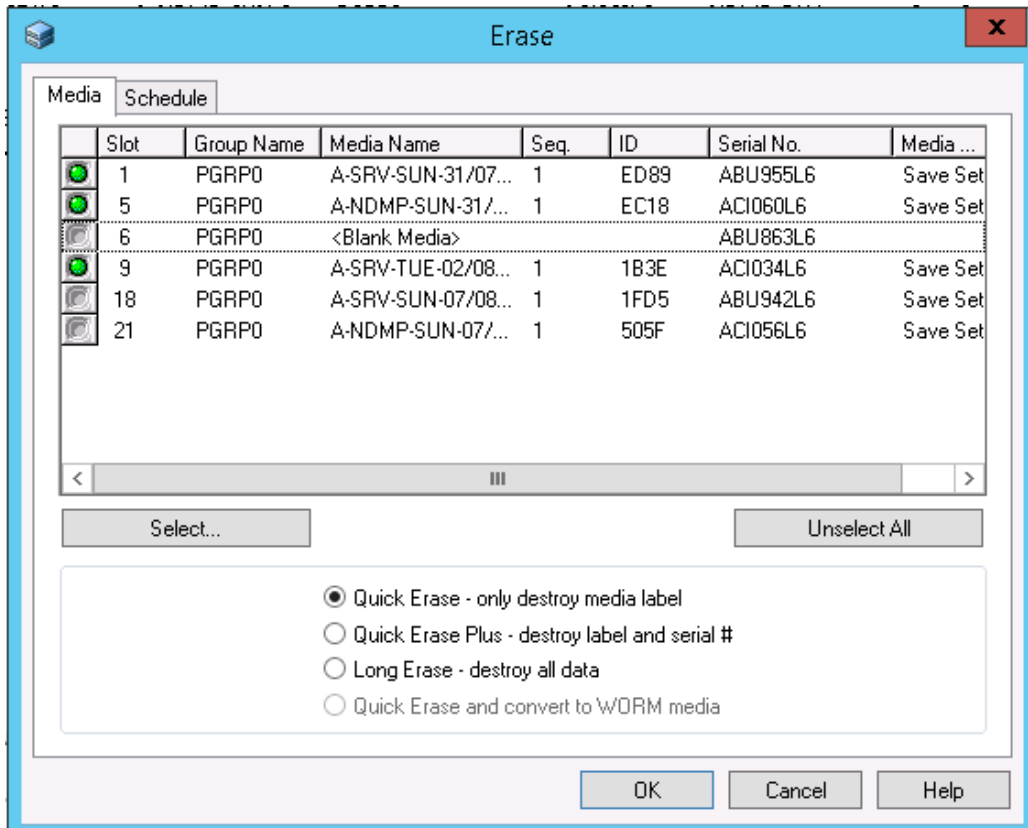 Erase
x
Media Schedule
Slot Group Name Media Name Seq. ID Serial No. Media ...
1 PGRP0 A-SRV-SUN-31/07... 1 ED89 ABU955L6 Save Set
5 PGRP0 A-NDMP-SUN-31/... 1 EC18 ACI060L6 Save Set
6 PGRP0 <Blank Media> ABU863L6
9 PGRP0 A-SRV-TUE-02/08... 1 1B3E ACI034L6 Save Set
18 PGRP0 A-SRV-SUN-07/08... 1 1FD5 ABU942L6 Save Set
21 PGRP0 A-NDMP-SUN-07/... 1 505F ACI056L6 Save Set
Select... Unselect All
Quick Erase - only destroy media label
Quick Erase Plus - destroy label and serial #
Long Erase - destroy all data
Quick Erase and convert to WORM media
OK Cancel Help